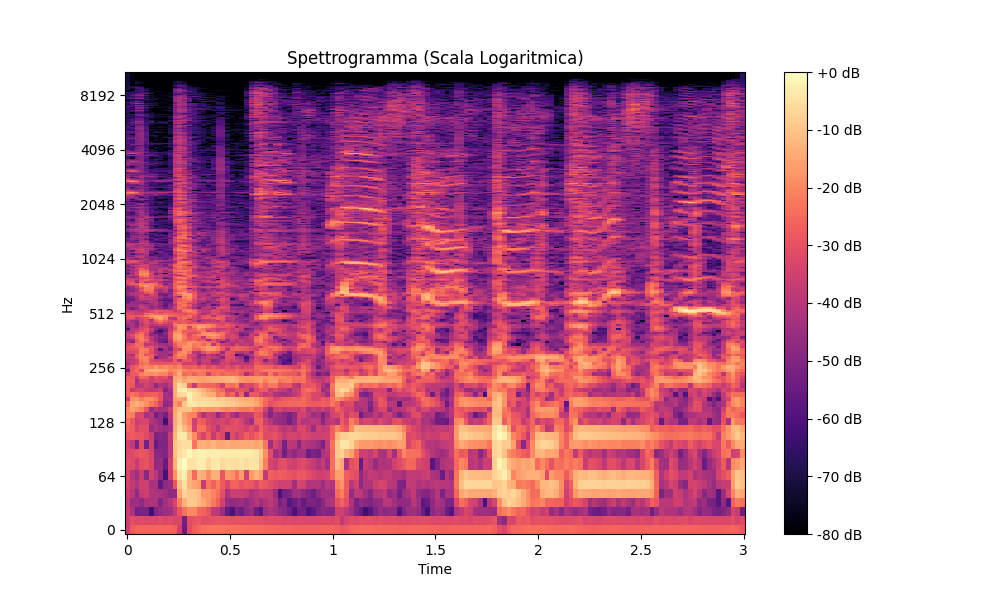 Spettrogramma (Scala Logaritmica)
Hz
8192
4096
2048
1024
512
256
128
64
0
0
0.5
1
1.5
2
2.5
3
Time
+0 dB
-10 dB
-20 dB
-30 dB
-40 dB
-50 dB
-60 dB
-70 dB
-80 dB